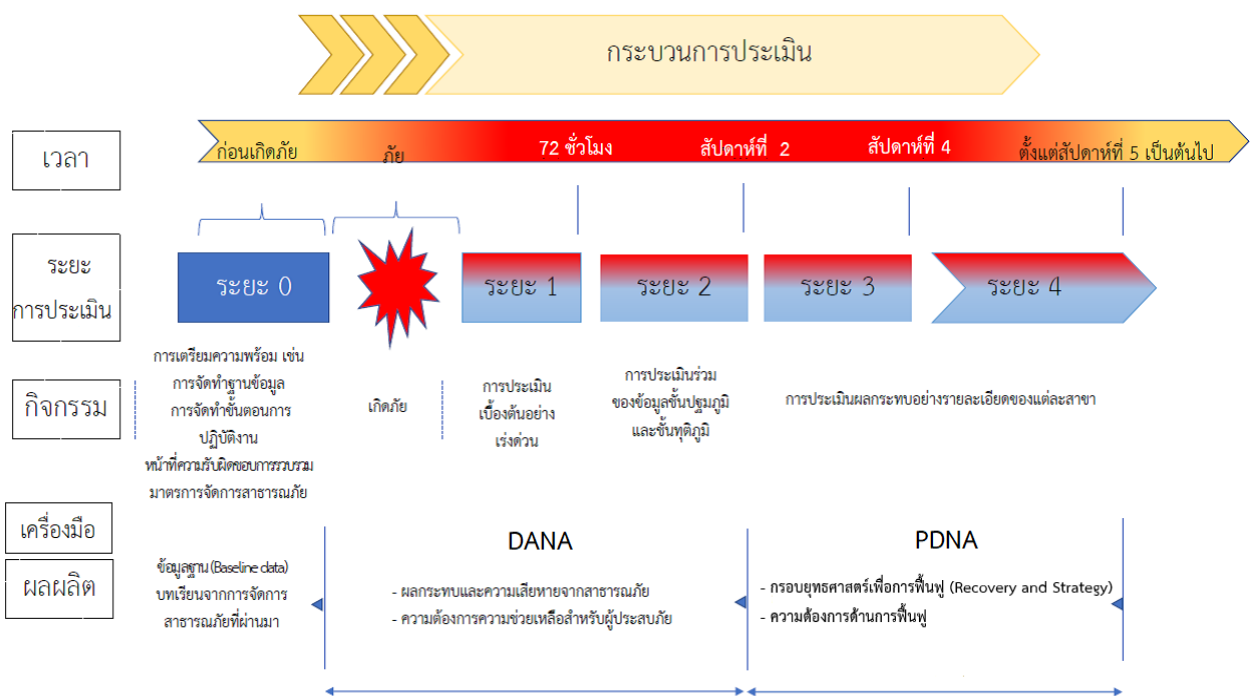 กระบวนการประเมิน
เวลา
ก่อนเกิดภัย
ภัย
72 ชั่วโมง
สัปดาห์ที่ 2
สัปดาห์ที่ 4
ตั้งแต่สัปดาห์ที่ 5 เป็นต้นไป
ระยะ
การประเมิน
ระยะ 0
ระยะ 1
ระยะ 2
ระยะ 3
ระยะ 4
กิจกรรม
การเตรียมความพร้อม เช่น
การจัดทำฐานข้อมูล
การจัดทำขั้นตอนการ
ปฏิบัติงาน
หน้าที่ความรับผิดชอบการรวบรวม
มาตรการจัดการสาธารณภัย
เกิดภัย
การประเมิน
เบื้องต้นอย่าง
เร่งด่วน
การประเมินร่วม
ของข้อมูลชั้นปฐมภูมิ
และชั้นทุติภูมิ
การประเมินผลกระทบอย่างรายละเอียดของแต่ละสาขา
เครื่องมือ
DANA
PDNA
ผลผลิต
ข้อมูลฐาน (Baseline data)
บทเรียนจากการจัดการ
สาธารณภัยที่ผ่านมา
- ผลกระทบและความเสียหายจากสาธารณภัย
- ความต้องการความช่วยเหลือสำหรับผู้ประสบภัย
- กรอบยุทธศาสตร์เพื่อการฟื้นฟู (Recovery and Strategy)
- ความต้องการด้านการฟื้นฟู